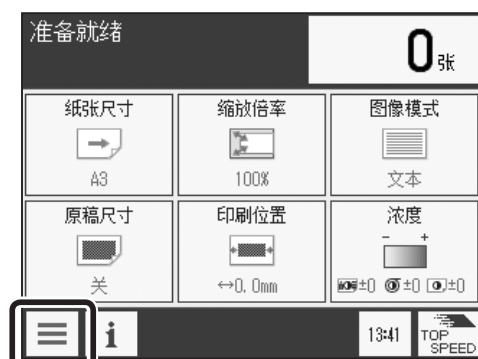 准备就绪
0张
纸张尺寸 缩放倍率 图像模式
A3 100% 文本
原稿尺寸 印刷位置 浓度
- +
关 ↔0.0mm ±0 ±0 ±0
i 13:41 TOP SPEED